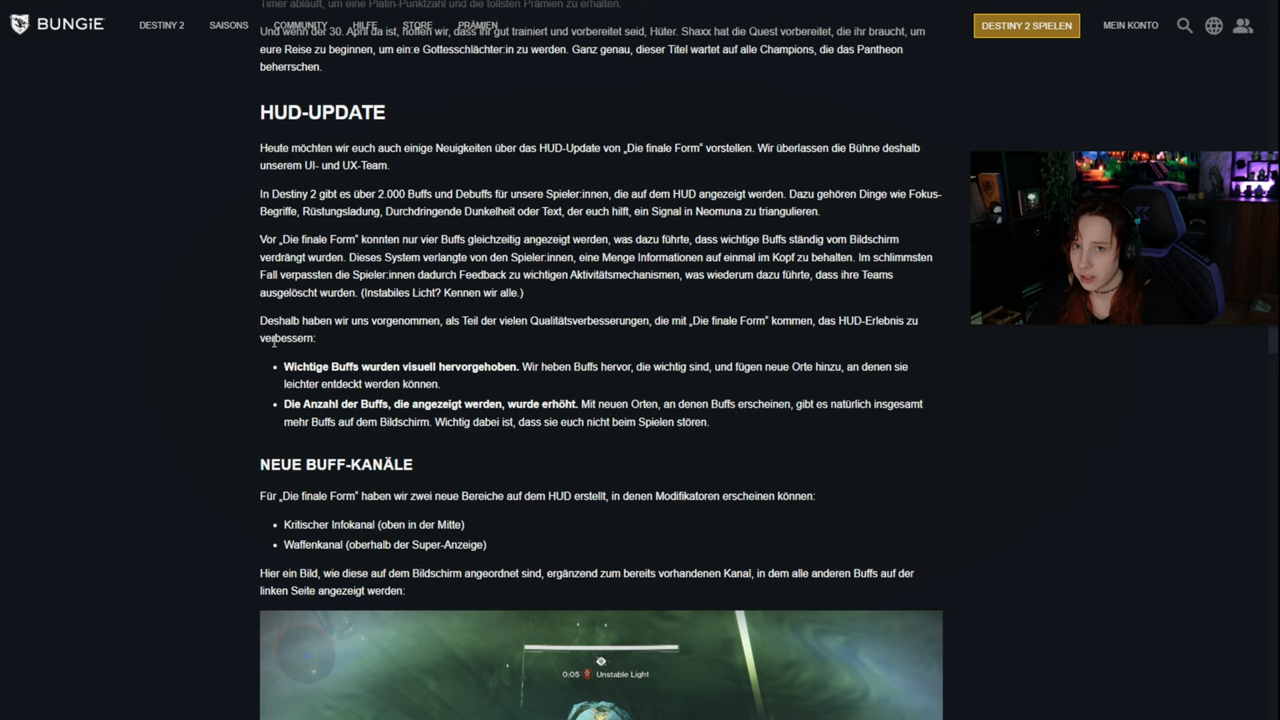 Timer abläuft, um eine Platin-Punktzahl und die tollsten Prämien zu erhalten.
BUNGiE DESTINY 2 SAISONS COMMUNITY HILFE STORE PRÄMIEN DESTINY 2 SPIELEN MEIN KONTO
Und wenn der 30. April da ist, hoffen wir, dass ihr gut trainiert und vorbereitet seid, Hüter. Shaxx hat die Quest vorbereitet, die ihr braucht, um
eure Reise zu beginnen, um ein:e Gottesschlächter:in zu werden. Ganz genau, dieser Titel wartet auf alle Champions, die das Pantheon
beherrschen.
HUD-UPDATE
Heute möchten wir euch auch einige Neuigkeiten über das HUD-Update von „Die finale Form“ vorstellen. Wir überlassen die Bühne deshalb
unserem UI- und UX-Team.
In Destiny 2 gibt es über 2.000 Buffs und Debuffs für unsere Spieler:innen, die auf dem HUD angezeigt werden. Dazu gehören Dinge wie Fokus-
Begriffe, Rüstungsladung, Durchdringende Dunkelheit oder Text, der euch hilft, ein Signal in Neomuna zu triangulieren.
Vor „Die finale Form“ konnten nur vier Buffs gleichzeitig angezeigt werden, was dazu führte, dass wichtige Buffs ständig vom Bildschirm
verdrängt wurden. Dieses System verlangte von den Spieler:innen, eine Menge Informationen auf einmal im Kopf zu behalten. Im schlimmsten
Fall verpassten die Spieler:innen dadurch Feedback zu wichtigen Aktivitätsmechanismen, was wiederum dazu führte, dass ihre Teams
ausgelöscht wurden. (Instabiles Licht? Kennen wir alle.)
Deshalb haben wir uns vorgenommen, als Teil der vielen Qualitätsverbesserungen, die mit „Die finale Form“ kommen, das HUD-Erlebnis zu
verbessern:
• Wichtige Buffs wurden visuell hervorgehoben. Wir heben Buffs hervor, die wichtig sind, und fügen neue Orte hinzu, an denen sie
leichter entdeckt werden können.
• Die Anzahl der Buffs, die angezeigt werden, wurde erhöht. Mit neuen Orten, an denen Buffs erscheinen, gibt es natürlich insgesamt
mehr Buffs auf dem Bildschirm. Wichtig dabei ist, dass sie euch nicht beim Spielen stören.
NEUE BUFF-KANÄLE
Für „Die finale Form“ haben wir zwei neue Bereiche auf dem HUD erstellt, in denen Modifikatoren erscheinen können:
• Kritischer Infokanal (oben in der Mitte)
• Waffenkanal (oberhalb der Super-Anzeige)
Hier ein Bild, wie diese auf dem Bildschirm angeordnet sind, ergänzend zum bereits vorhandenen Kanal, in dem alle anderen Buffs auf der
linken Seite angezeigt werden:
0:05 Unstable Light